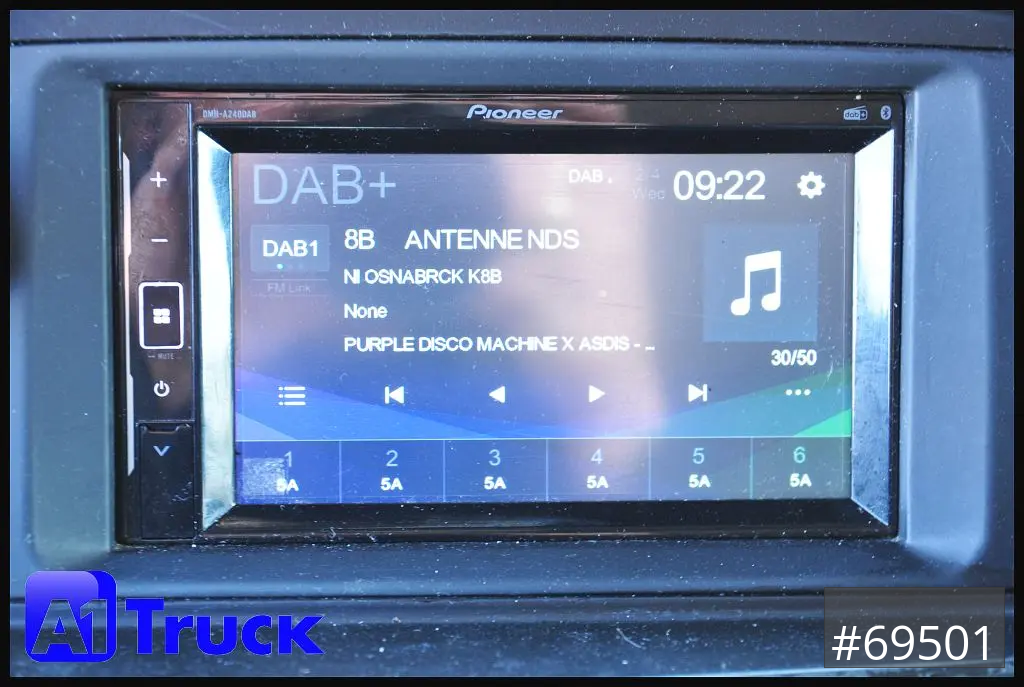 DMH-A240DAB Pioneer dab+
DAB+ DAB Wed 09:22
DAB1 8B ANTENNE NDS
NI OSNABRCK K8B
FM Link
None
PURPLE DISCO MACHINE X ASDIS - ...
30/50
MUTE
1 2 3 4 5 6
5A 5A 5A 5A 5A 5A
A1 Truck
#69501